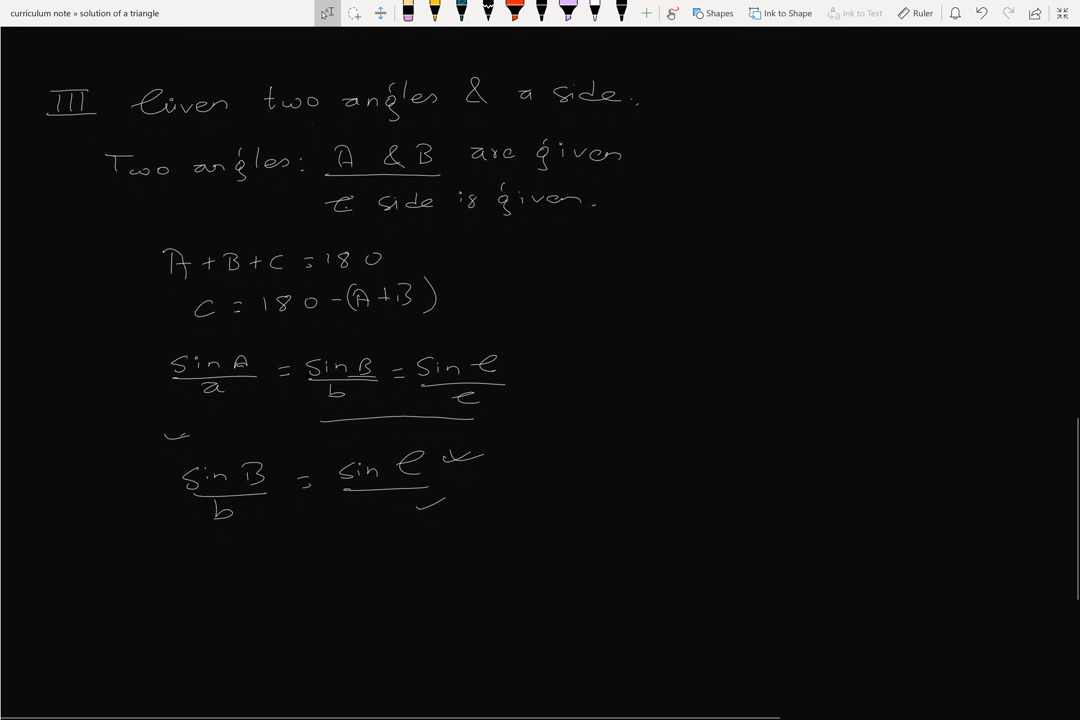 curriculum note » solution of a triangle
Shapes Ink to Shape Ink to Text Ruler
III Given two angles & a side.
Two angles: A & B are given
c side is given.
A + B + C = 180
C = 180 - (A + B)
sin A / a = sin B / b = sin C / c
sin B / b = sin C